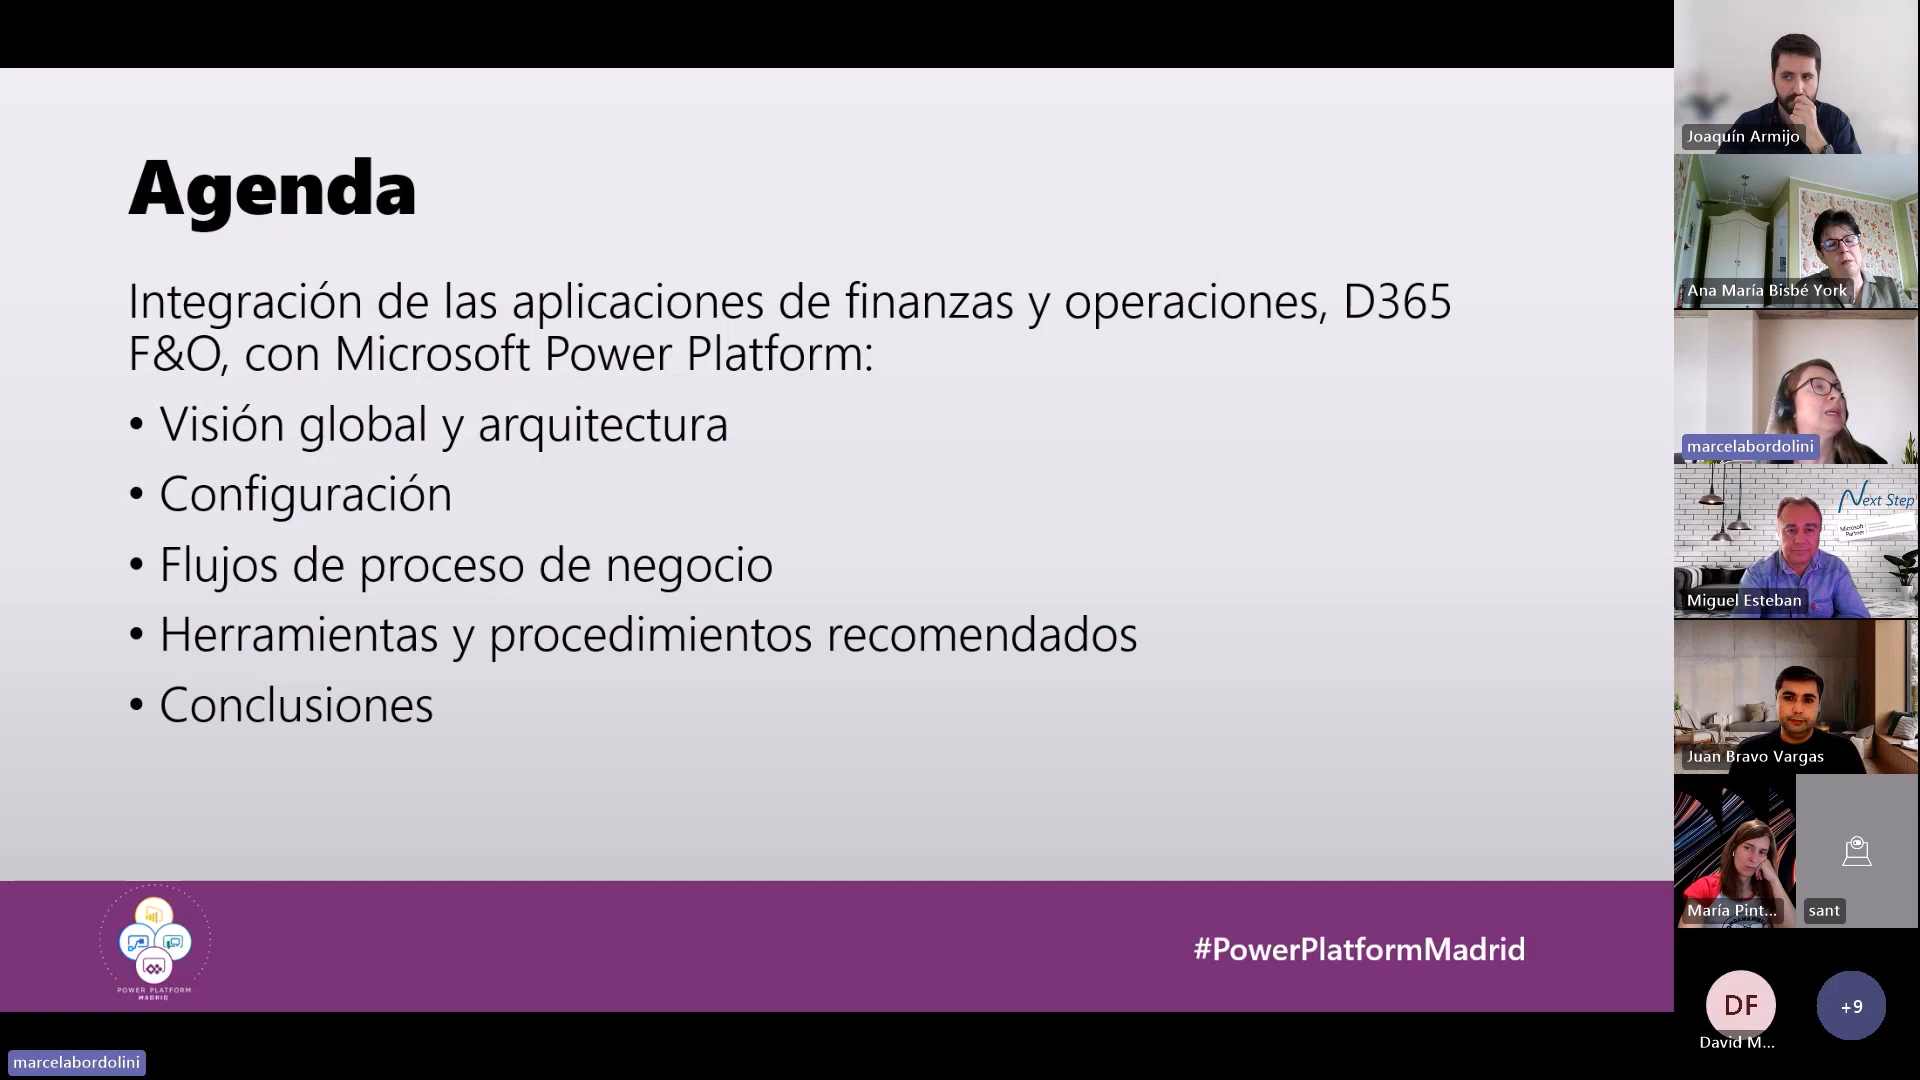 Agenda
Integración de las aplicaciones de finanzas y operaciones, D365
F&O, con Microsoft Power Platform:
• Visión global y arquitectura
• Configuración
• Flujos de proceso de negocio
• Herramientas y procedimientos recomendados
• Conclusiones
POWER PLATFORM
MADRID
#PowerPlatformMadrid
marcelabordolini
Joaquín Armijo
Ana María Bisbé York
marcelabordolini
Next Step
Microsoft
Partner
Miguel Esteban
Juan Bravo Vargas
María Pint...
sant
DF
David M...
+9